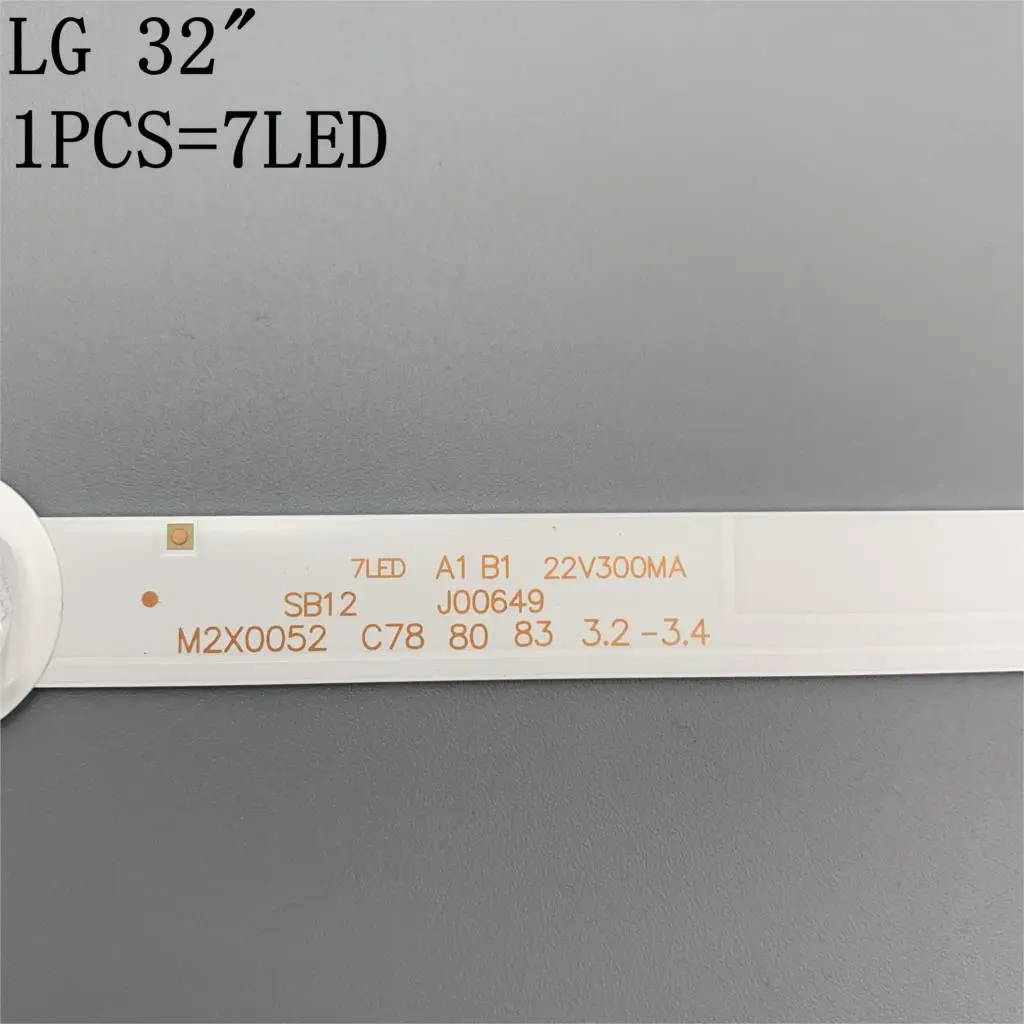 LG 32"
1PCS=7LED
7LED A1 B1 22V300MA
SB12 J00649
M2X0052 C78 80 83 3.2-3.4